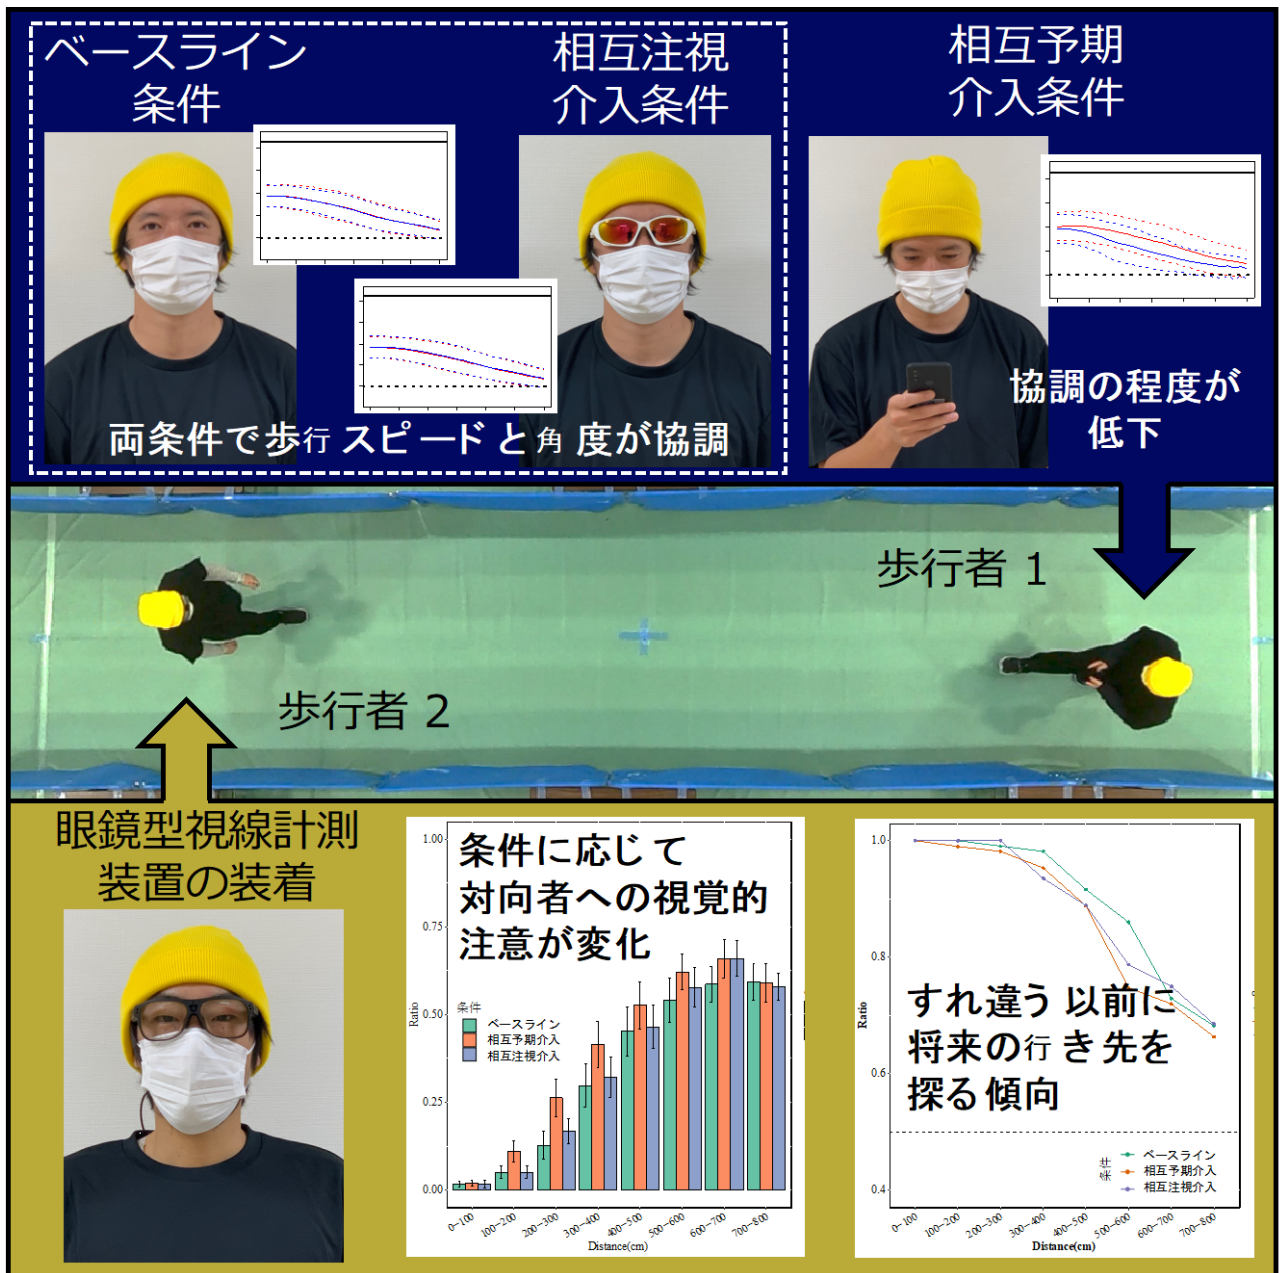 ベースライン
条件
相互注視
介入条件
相互予期
介入条件
両条件で歩行スピードと角度が協調
協調の程度が
低下
歩行者 1
歩行者 2
眼鏡型視線計測
装置の装着
条件に応じて
対向者への視覚的
注意が変化
1.00
0.75
0.50
0.25
0.00
Ratio
条件
ベースライン
相互予期介入
相互注視介入
0-100
100-200
200-300
300-400
400-500
500-600
600-700
700-800
Distance(cm)
すれ違う以前に
将来の行き先を
探る傾向
1.0
0.8
0.6
0.4
Ratio
条件
ベースライン
相互予期介入
相互注視介入
0-100
100-200
200-300
300-400
400-500
500-600
600-700
700-800
Distance(cm)